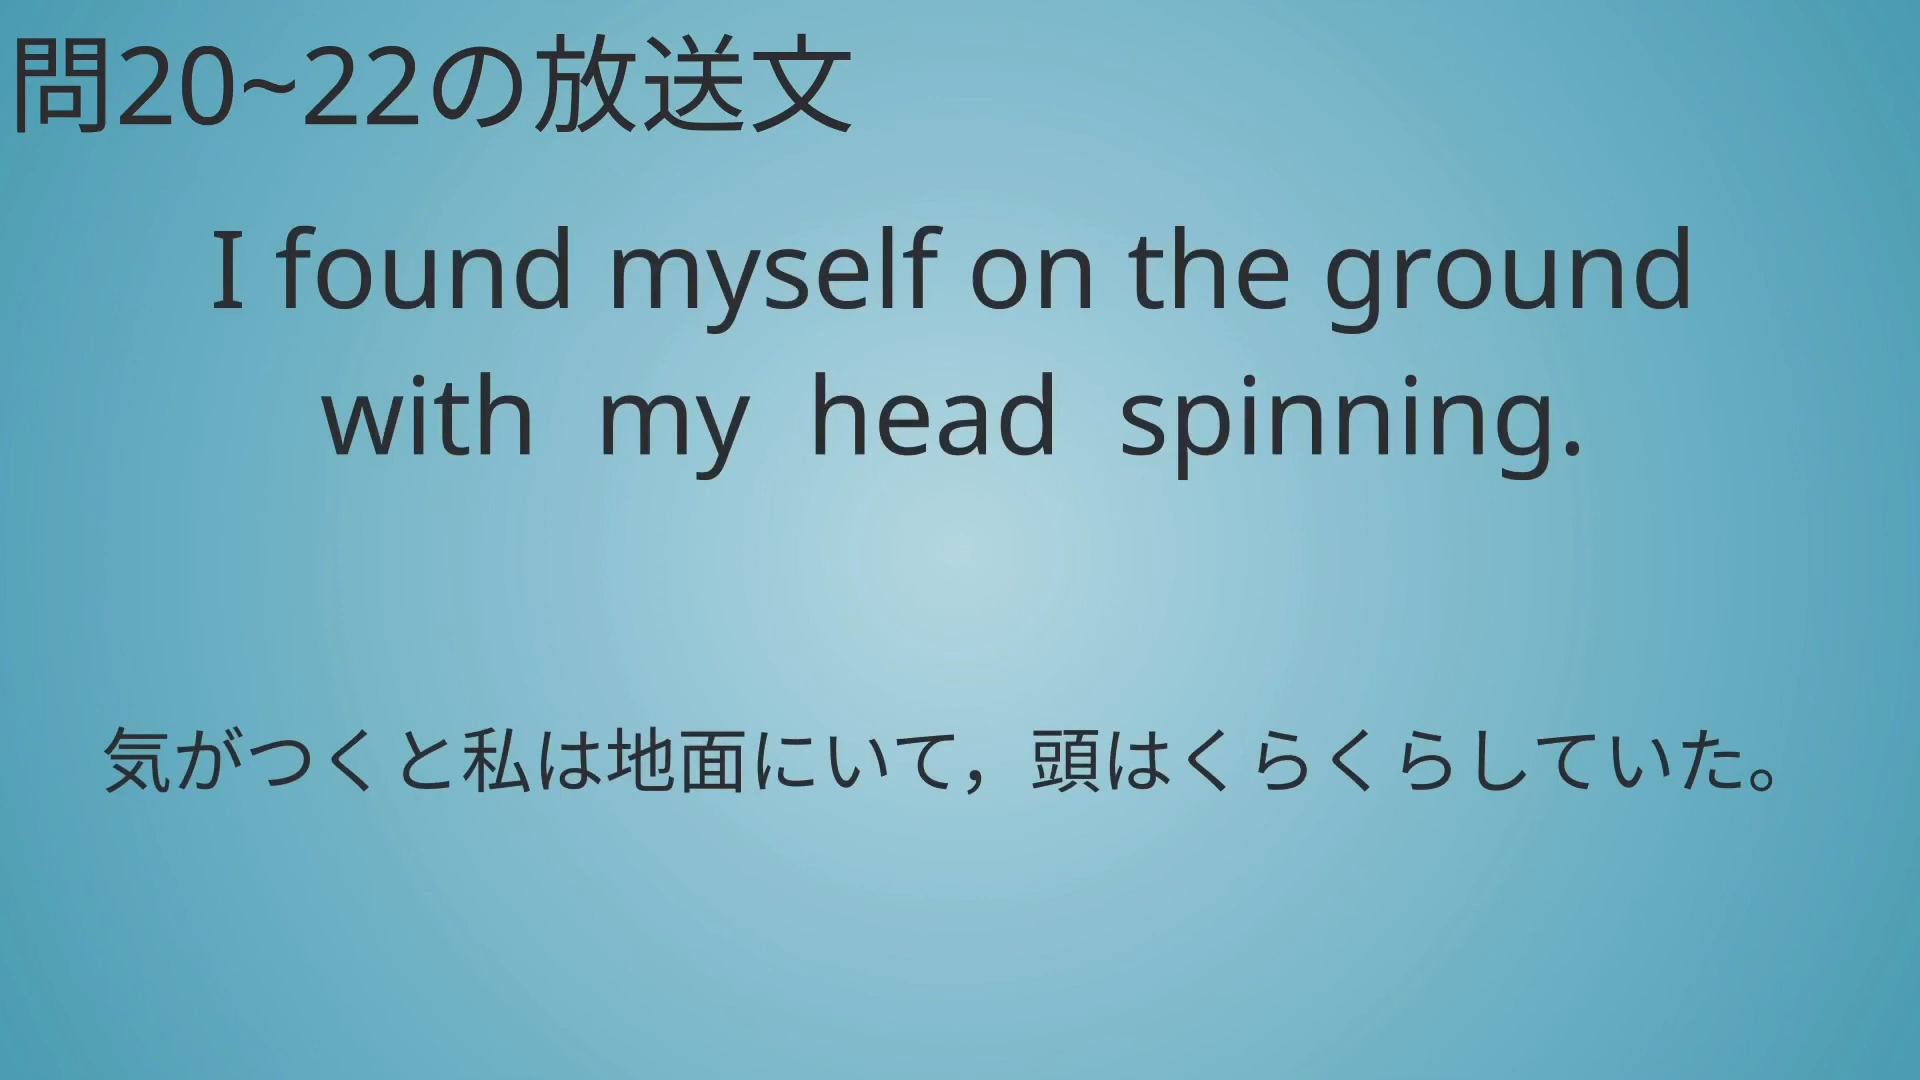 問20~22の放送文
I found myself on the ground
with my head spinning.
気がつくと私は地面にいて，頭はくらくらしていた。